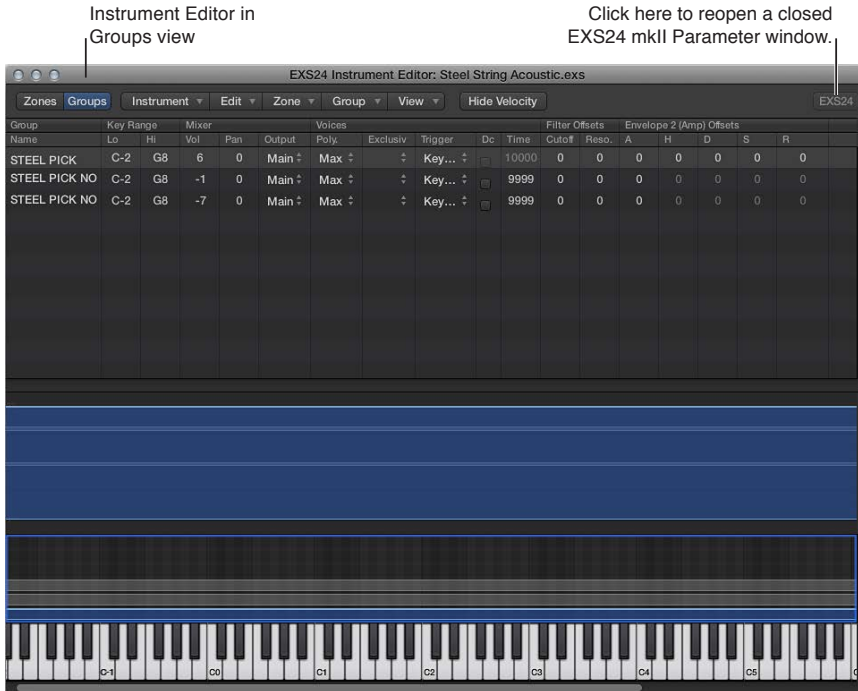 Instrument Editor in
Groups view
Click here to reopen a closed
EXS24 mkII Parameter window.
EXS24 Instrument Editor: Steel String Acoustic.exs
Zones Groups Instrument Edit Zone Group View Hide Velocity EXS24
Group Key Range Mixer Voices Filter Offsets Envelope 2 (Amp) Offsets
Name Lo Hi Vol Pan Output Poly. Exclusiv Trigger Dc Time Cutoff Reso. A H D S R
STEEL PICK C-2 G8 6 0 Main Max Key... 10000 0 0 0 0 0 0 0
STEEL PICK NO C-2 G8 -1 0 Main Max Key... 9999 0 0 0 0 0 0 0
STEEL PICK NO C-2 G8 -7 0 Main Max Key... 9999 0 0 0 0 0 0 0
C-1 C0 C1 C2 C3 C4 C5